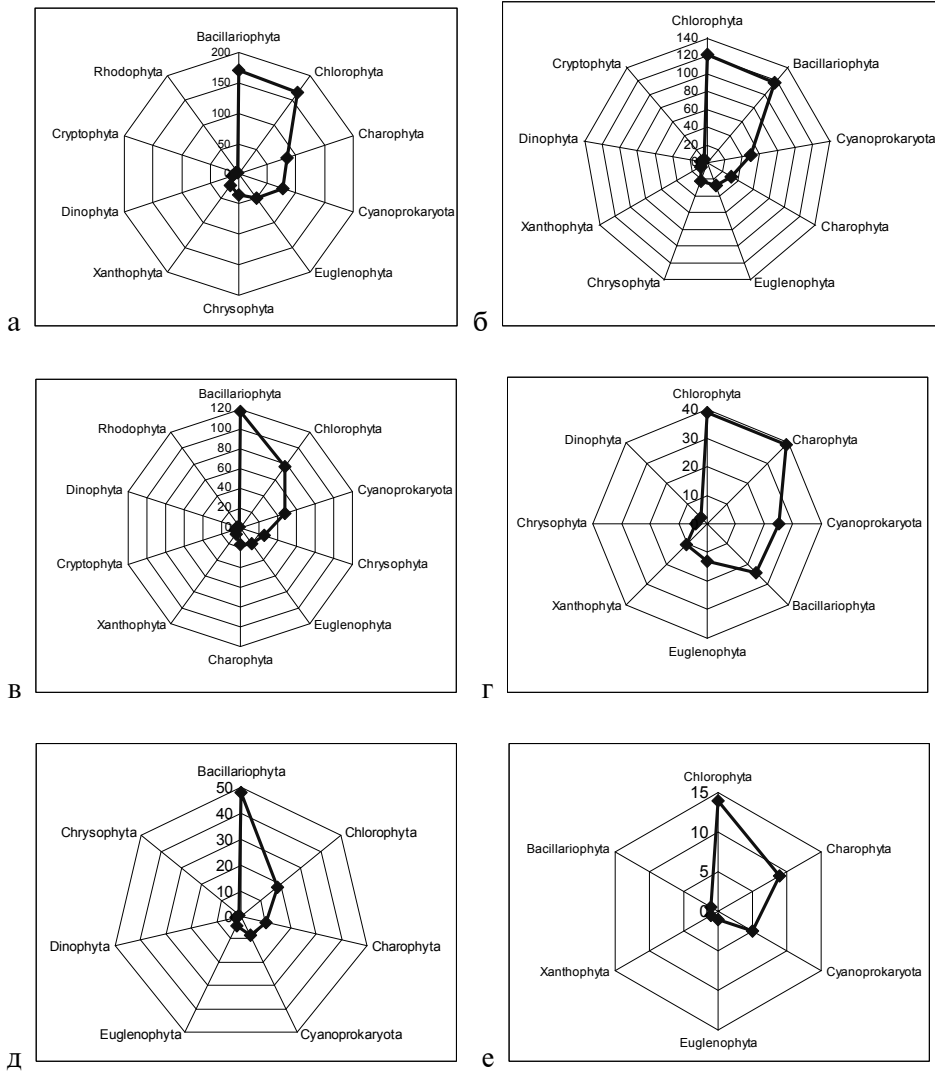 Bacillariophyta
200
150
100
50
0
Chlorophyta
Charophyta
Cyanoprokaryota
Euglenophyta
Chrysophyta
Xanthophyta
Dinophyta
Cryptophyta
Rhodophyta
а
Chlorophyta
140
120
100
80
60
40
20
0
Bacillariophyta
Cyanoprokaryota
Charophyta
Euglenophyta
Chrysophyta
Xanthophyta
Dinophyta
Cryptophyta
б
Bacillariophyta
120
100
80
60
40
20
0
Chlorophyta
Cyanoprokaryota
Chrysophyta
Euglenophyta
Charophyta
Xanthophyta
Cryptophyta
Dinophyta
Rhodophyta
в
Chlorophyta
40
30
20
10
0
Charophyta
Cyanoprokaryota
Bacillariophyta
Euglenophyta
Xanthophyta
Chrysophyta
Dinophyta
г
Bacillariophyta
50
40
30
20
10
0
Chlorophyta
Charophyta
Cyanoprokaryota
Euglenophyta
Dinophyta
Chrysophyta
д
Chlorophyta
15
10
5
0
Charophyta
Cyanoprokaryota
Euglenophyta
Xanthophyta
Bacillariophyta
е